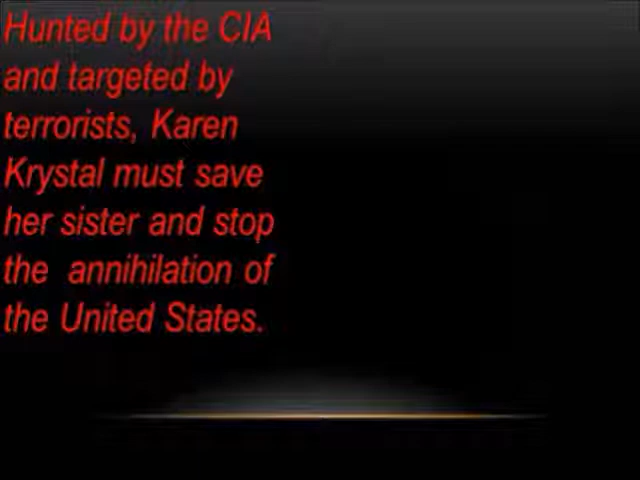 Hunted by the CIA
and targeted by
terrorists, Karen
Krystal must save
her sister and stop
the  annihilation of
the United States.